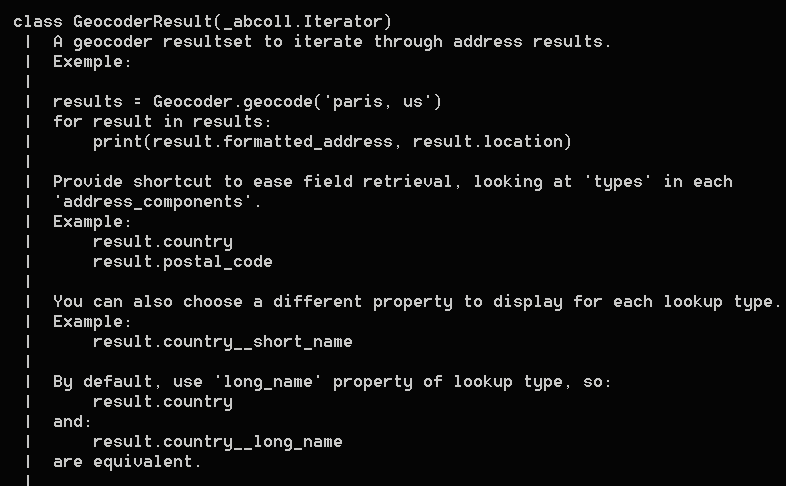 class GeocoderResult(_abcoll.Iterator)
 |  A geocoder resultset to iterate through address results.
 |  Exemple:
 |
 |  results = Geocoder.geocode('paris, us')
 |  for result in results:
 |      print(result.formatted_address, result.location)
 |
 |  Provide shortcut to ease field retrieval, looking at 'types' in each
 |  'address_components'.
 |  Example:
 |      result.country
 |      result.postal_code
 |
 |  You can also choose a different property to display for each lookup type.
 |  Example:
 |      result.country__short_name
 |
 |  By default, use 'long_name' property of lookup type, so:
 |      result.country
 |  and:
 |      result.country__long_name
 |  are equivalent.
 |